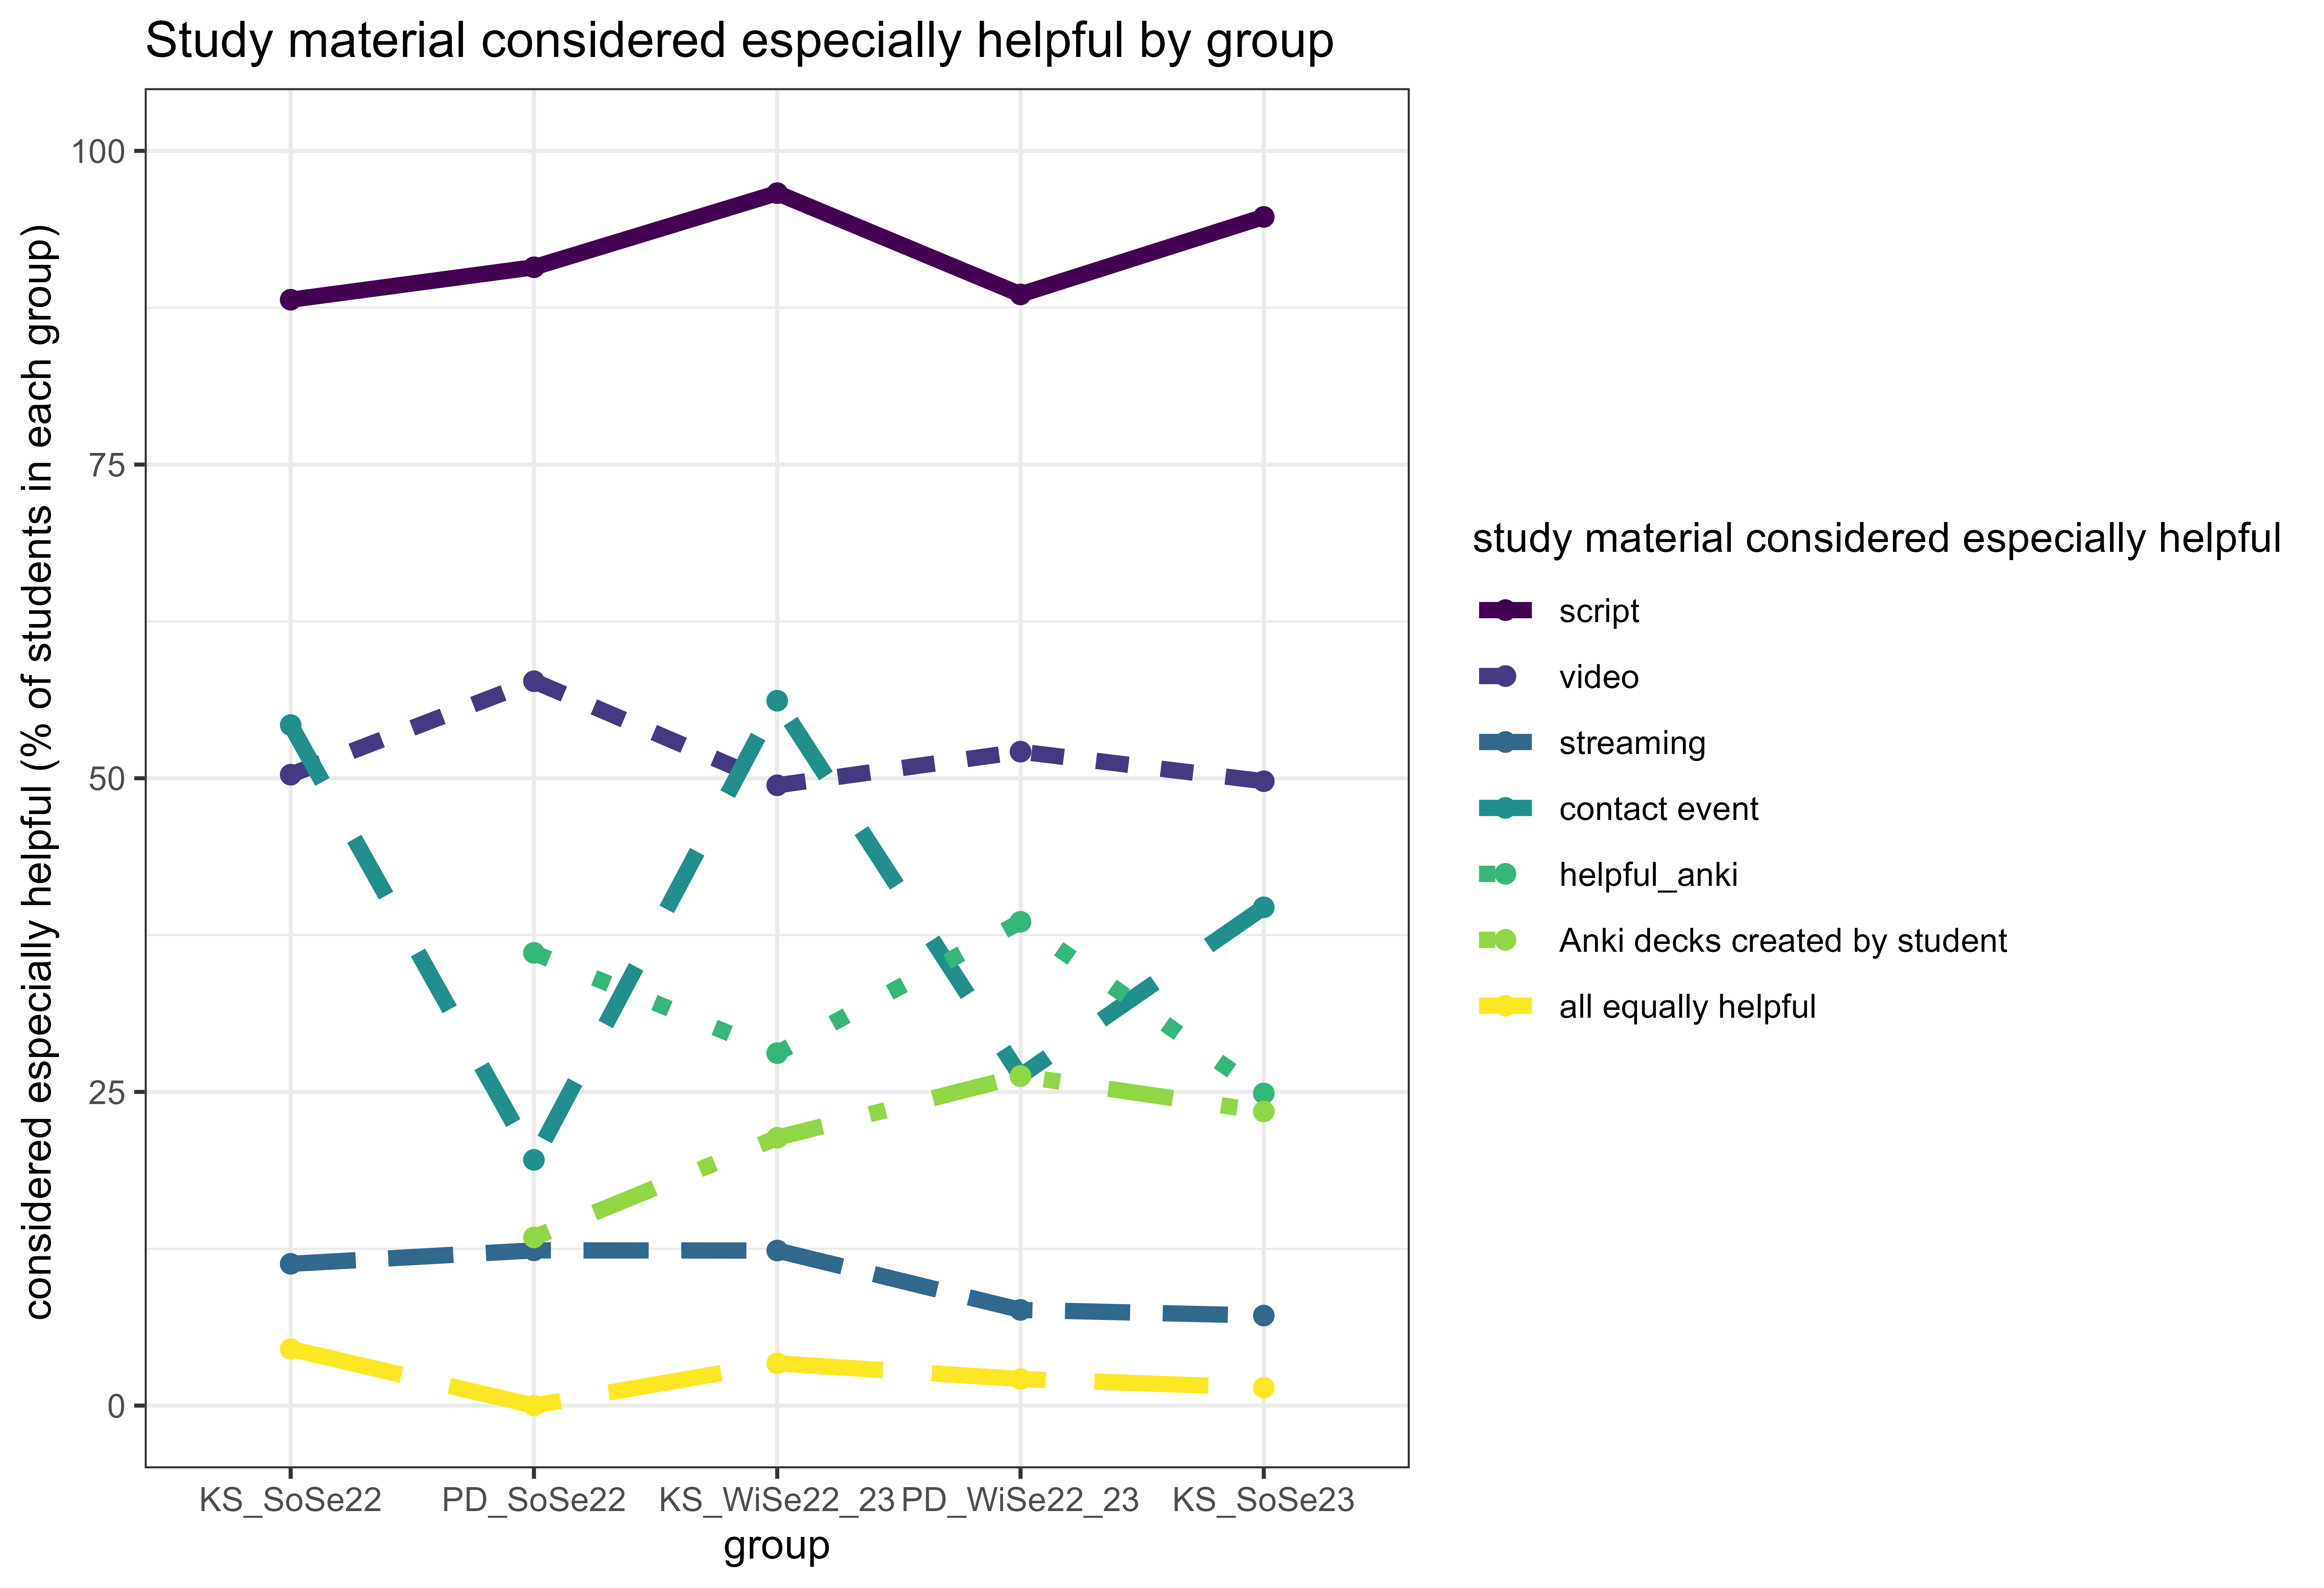 Study material considered especially helpful by group
considered especially helpful (% of students in each group)
100
75
50
25
0
KS_SoSe22
PD_SoSe22
KS_WiSe22_23
PD_WiSe22_23
KS_SoSe23
group
study material considered especially helpful
script
video
streaming
contact event
helpful_anki
Anki decks created by student
all equally helpful